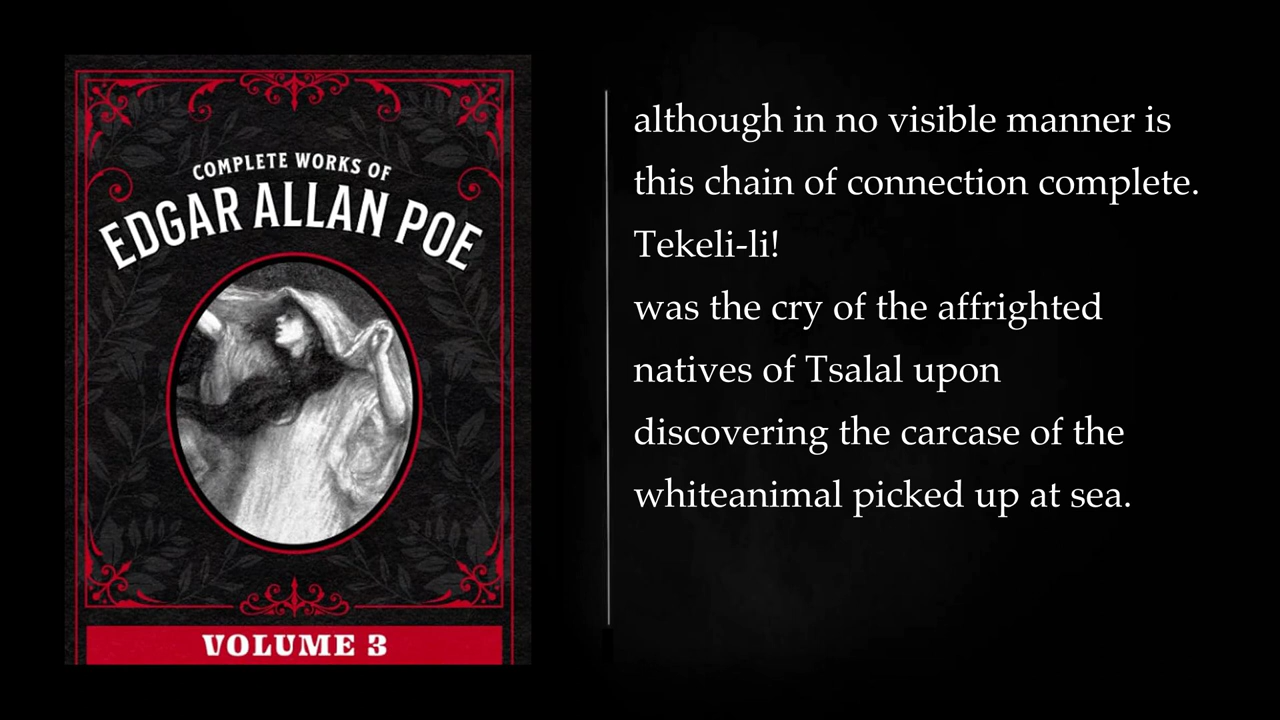 COMPLETE WORKS OF
EDGAR ALLAN POE
VOLUME 3
although in no visible manner is
this chain of connection complete.
Tekeli-li!
was the cry of the affrighted
natives of Tsalal upon
discovering the carcase of the
whiteanimal picked up at sea.